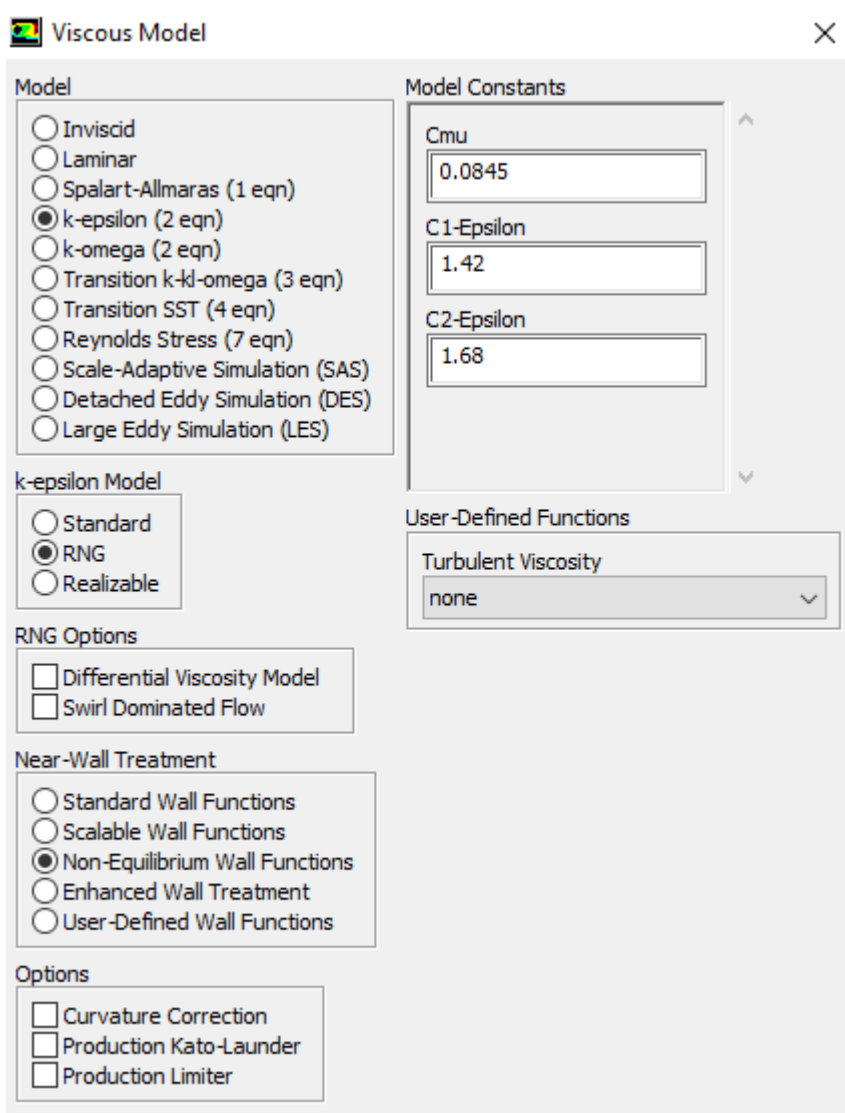 Viscous Model
Model
Inviscid
Laminar
Spalart-Allmaras (1 eqn)
k-epsilon (2 eqn)
k-omega (2 eqn)
Transition k-kl-omega (3 eqn)
Transition SST (4 eqn)
Reynolds Stress (7 eqn)
Scale-Adaptive Simulation (SAS)
Detached Eddy Simulation (DES)
Large Eddy Simulation (LES)
k-epsilon Model
Standard
RNG
Realizable
RNG Options
Differential Viscosity Model
Swirl Dominated Flow
Near-Wall Treatment
Standard Wall Functions
Scalable Wall Functions
Non-Equilibrium Wall Functions
Enhanced Wall Treatment
User-Defined Wall Functions
Options
Curvature Correction
Production Kato-Launder
Production Limiter
Model Constants
Cmu
0.0845
C1-Epsilon
1.42
C2-Epsilon
1.68
User-Defined Functions
Turbulent Viscosity
none